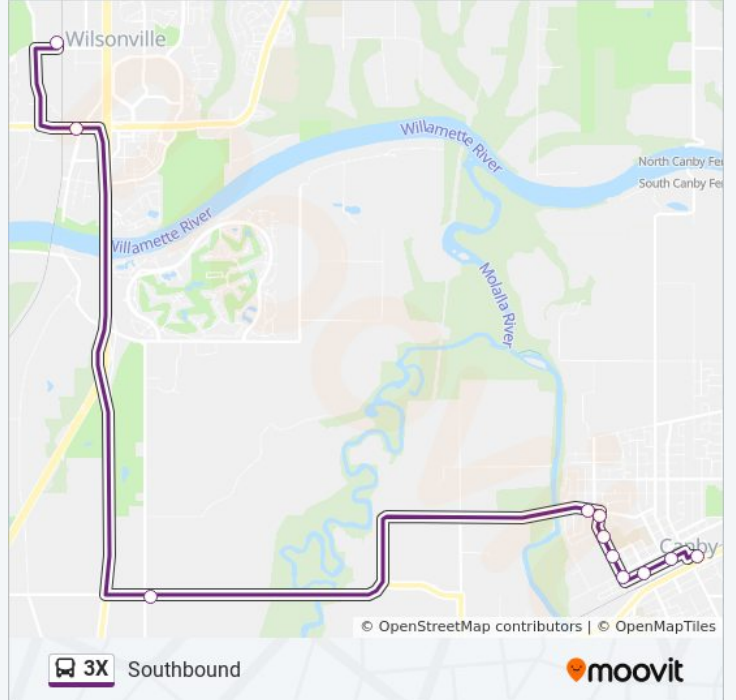 Wilsonville
Willamette River
North Canby Fe
South Canby Fe
Willamette River
Molalla River
Canby
© OpenStreetMap contributors | © OpenMapTiles
3X Southbound
moovit